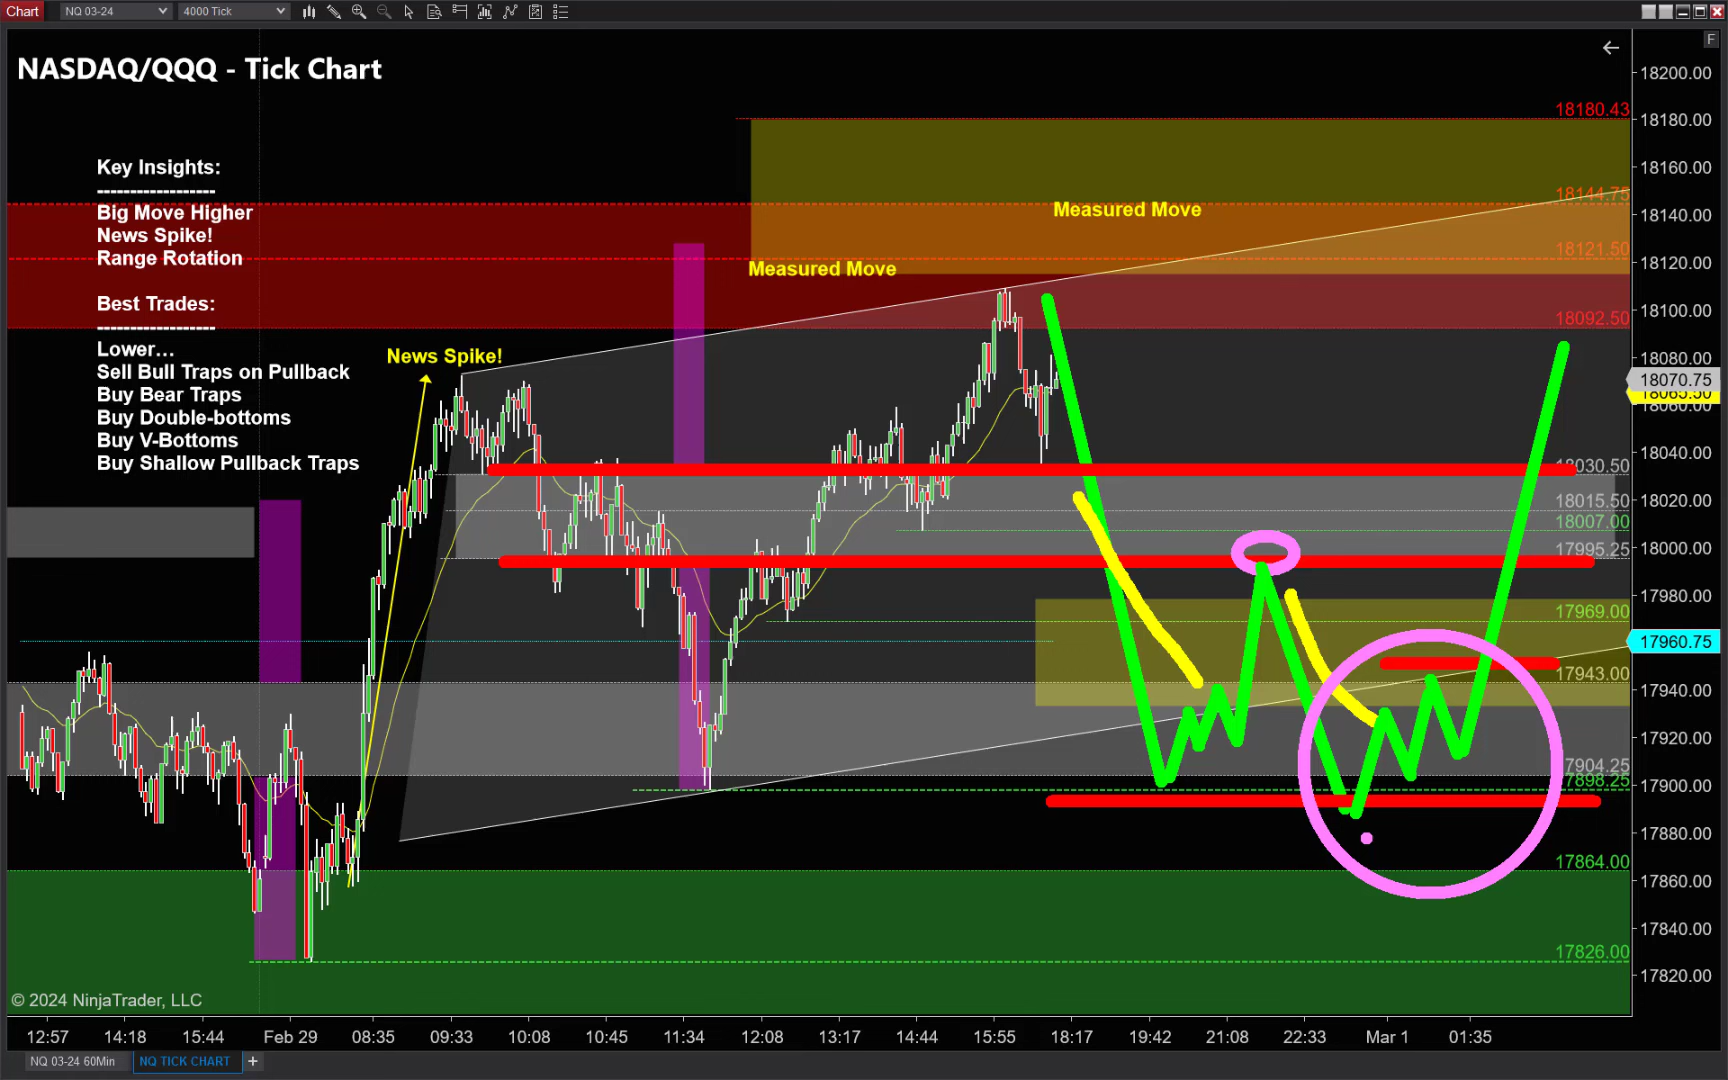 Chart
NQ 03-24
4000 Tick
F
NASDAQ/QQQ - Tick Chart
Key Insights:
------------------
Big Move Higher
News Spike!
Range Rotation
Best Trades:
------------------
Lower...
Sell Bull Traps on Pullback
Buy Bear Traps
Buy Double-bottoms
Buy V-Bottoms
Buy Shallow Pullback Traps
News Spike!
Measured Move
Measured Move
18180.43
18144.75
18121.50
18092.50
18030.50
18015.50
18007.00
17995.25
17969.00
17943.00
17904.25
17898.25
17864.00
17826.00
18200.00
18180.00
18160.00
18140.00
18120.00
18100.00
18080.00
18070.75
18065.50
18060.00
18040.00
18020.00
18000.00
17980.00
17960.75
17940.00
17920.00
17900.00
17880.00
17860.00
17840.00
17820.00
© 2024 NinjaTrader, LLC
12:57 14:18 15:44 Feb 29 08:35 09:33 10:08 10:45 11:34 12:08 13:17 14:44 15:55 18:17 19:42 21:08 22:33 Mar 1 01:35
NQ 03-24 60Min NQ TICK CHART +